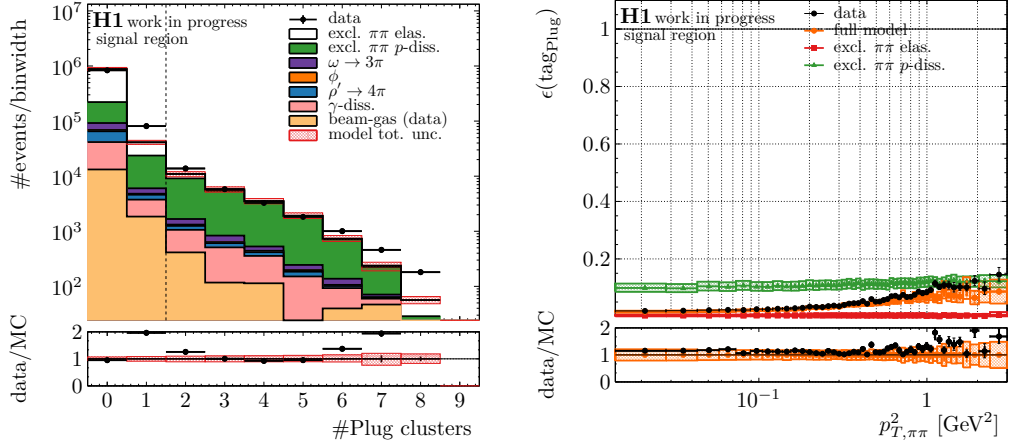 H1 work in progress
signal region
data
excl. ππ elas.
excl. ππ p-diss.
ω → 3π
ϕ
ρ′ → 4π
γ-diss.
beam-gas (data)
model tot. unc.
#events/binwidth
10^6
10^5
10^4
10^3
10^2
data/MC
2
1
0
0 1 2 3 4 5 6 7 8 9
#Plug clusters
H1 work in progress
signal region
data
full model
excl. ππ elas.
excl. ππ p-diss.
ϵ(tag_Plug)
1
0.8
0.6
0.4
0.2
data/MC
2
1
0
10^−1 1
p^2_T,ππ [GeV^2]